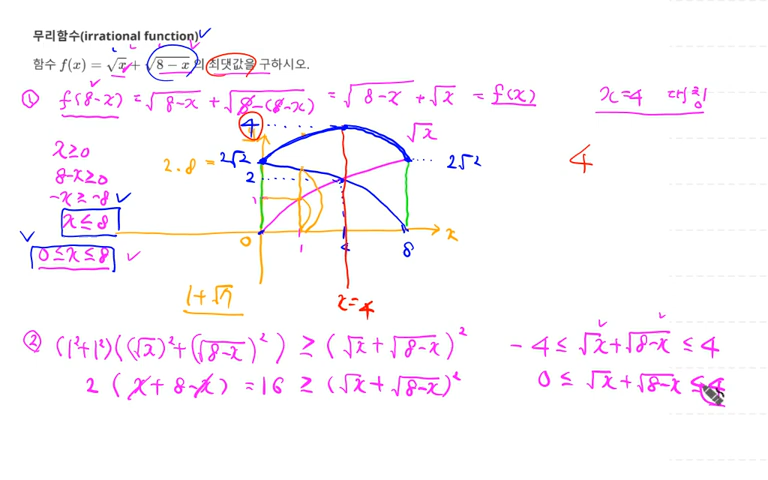 무리함수(irrational function)
함수 f(x) = √x + √(8−x) 의 최댓값을 구하시오.
① f(8-x) = √(8-x) + √(8-(8-x)) = √(8-x) + √x = f(x) x=4 대칭
4 √x
x≥0 2.8 = 2√2 2√2 4
8-x≥0 2
-x≥-8 1
x≤8 0 1 4 8 x
0≤x≤8
1+√7 x=4
② (1²+1²)((√x)²+(√(8-x))²) ≥ (√x+√(8-x))² -4 ≤ √x+√(8-x) ≤ 4
2(x+8-x) = 16 ≥ (√x+√(8-x))² 0 ≤ √x+√(8-x) ≤ 4